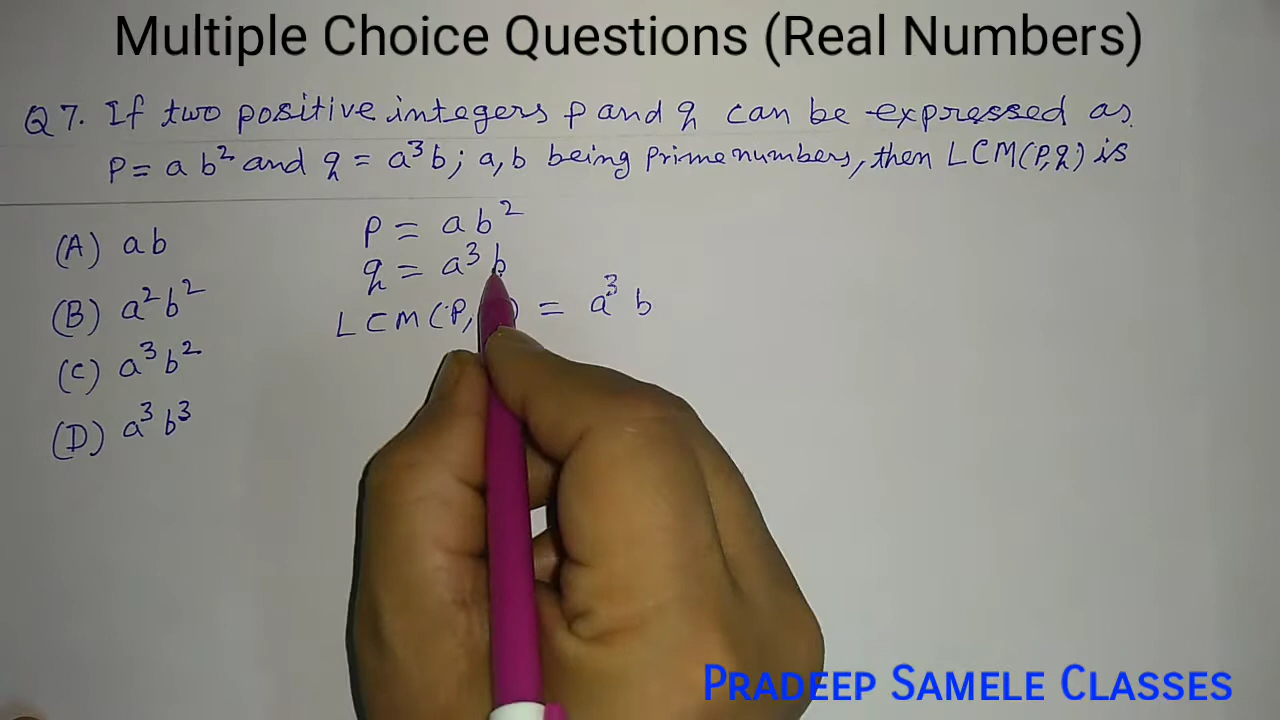 Multiple Choice Questions (Real Numbers)
Q7. If two positive integers p and q can be expressed as
p = ab² and q = a³b; a, b being prime numbers, then LCM(p,q) is
(A) ab
(B) a²b²
(C) a³b²
(D) a³b³
p = ab²
q = a³b
LCM(P, ) = a³ b
PRADEEP SAMELE CLASSES